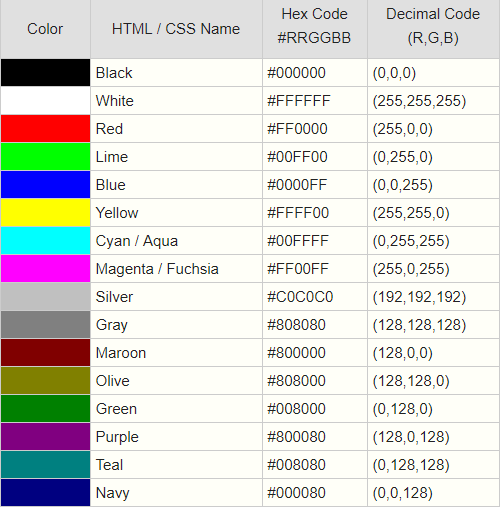 Color HTML / CSS Name Hex Code #RRGGBB Decimal Code (R,G,B)
Black #000000 (0,0,0)
White #FFFFFF (255,255,255)
Red #FF0000 (255,0,0)
Lime #00FF00 (0,255,0)
Blue #0000FF (0,0,255)
Yellow #FFFF00 (255,255,0)
Cyan / Aqua #00FFFF (0,255,255)
Magenta / Fuchsia #FF00FF (255,0,255)
Silver #C0C0C0 (192,192,192)
Gray #808080 (128,128,128)
Maroon #800000 (128,0,0)
Olive #808000 (128,128,0)
Green #008000 (0,128,0)
Purple #800080 (128,0,128)
Teal #008080 (0,128,128)
Navy #000080 (0,0,128)